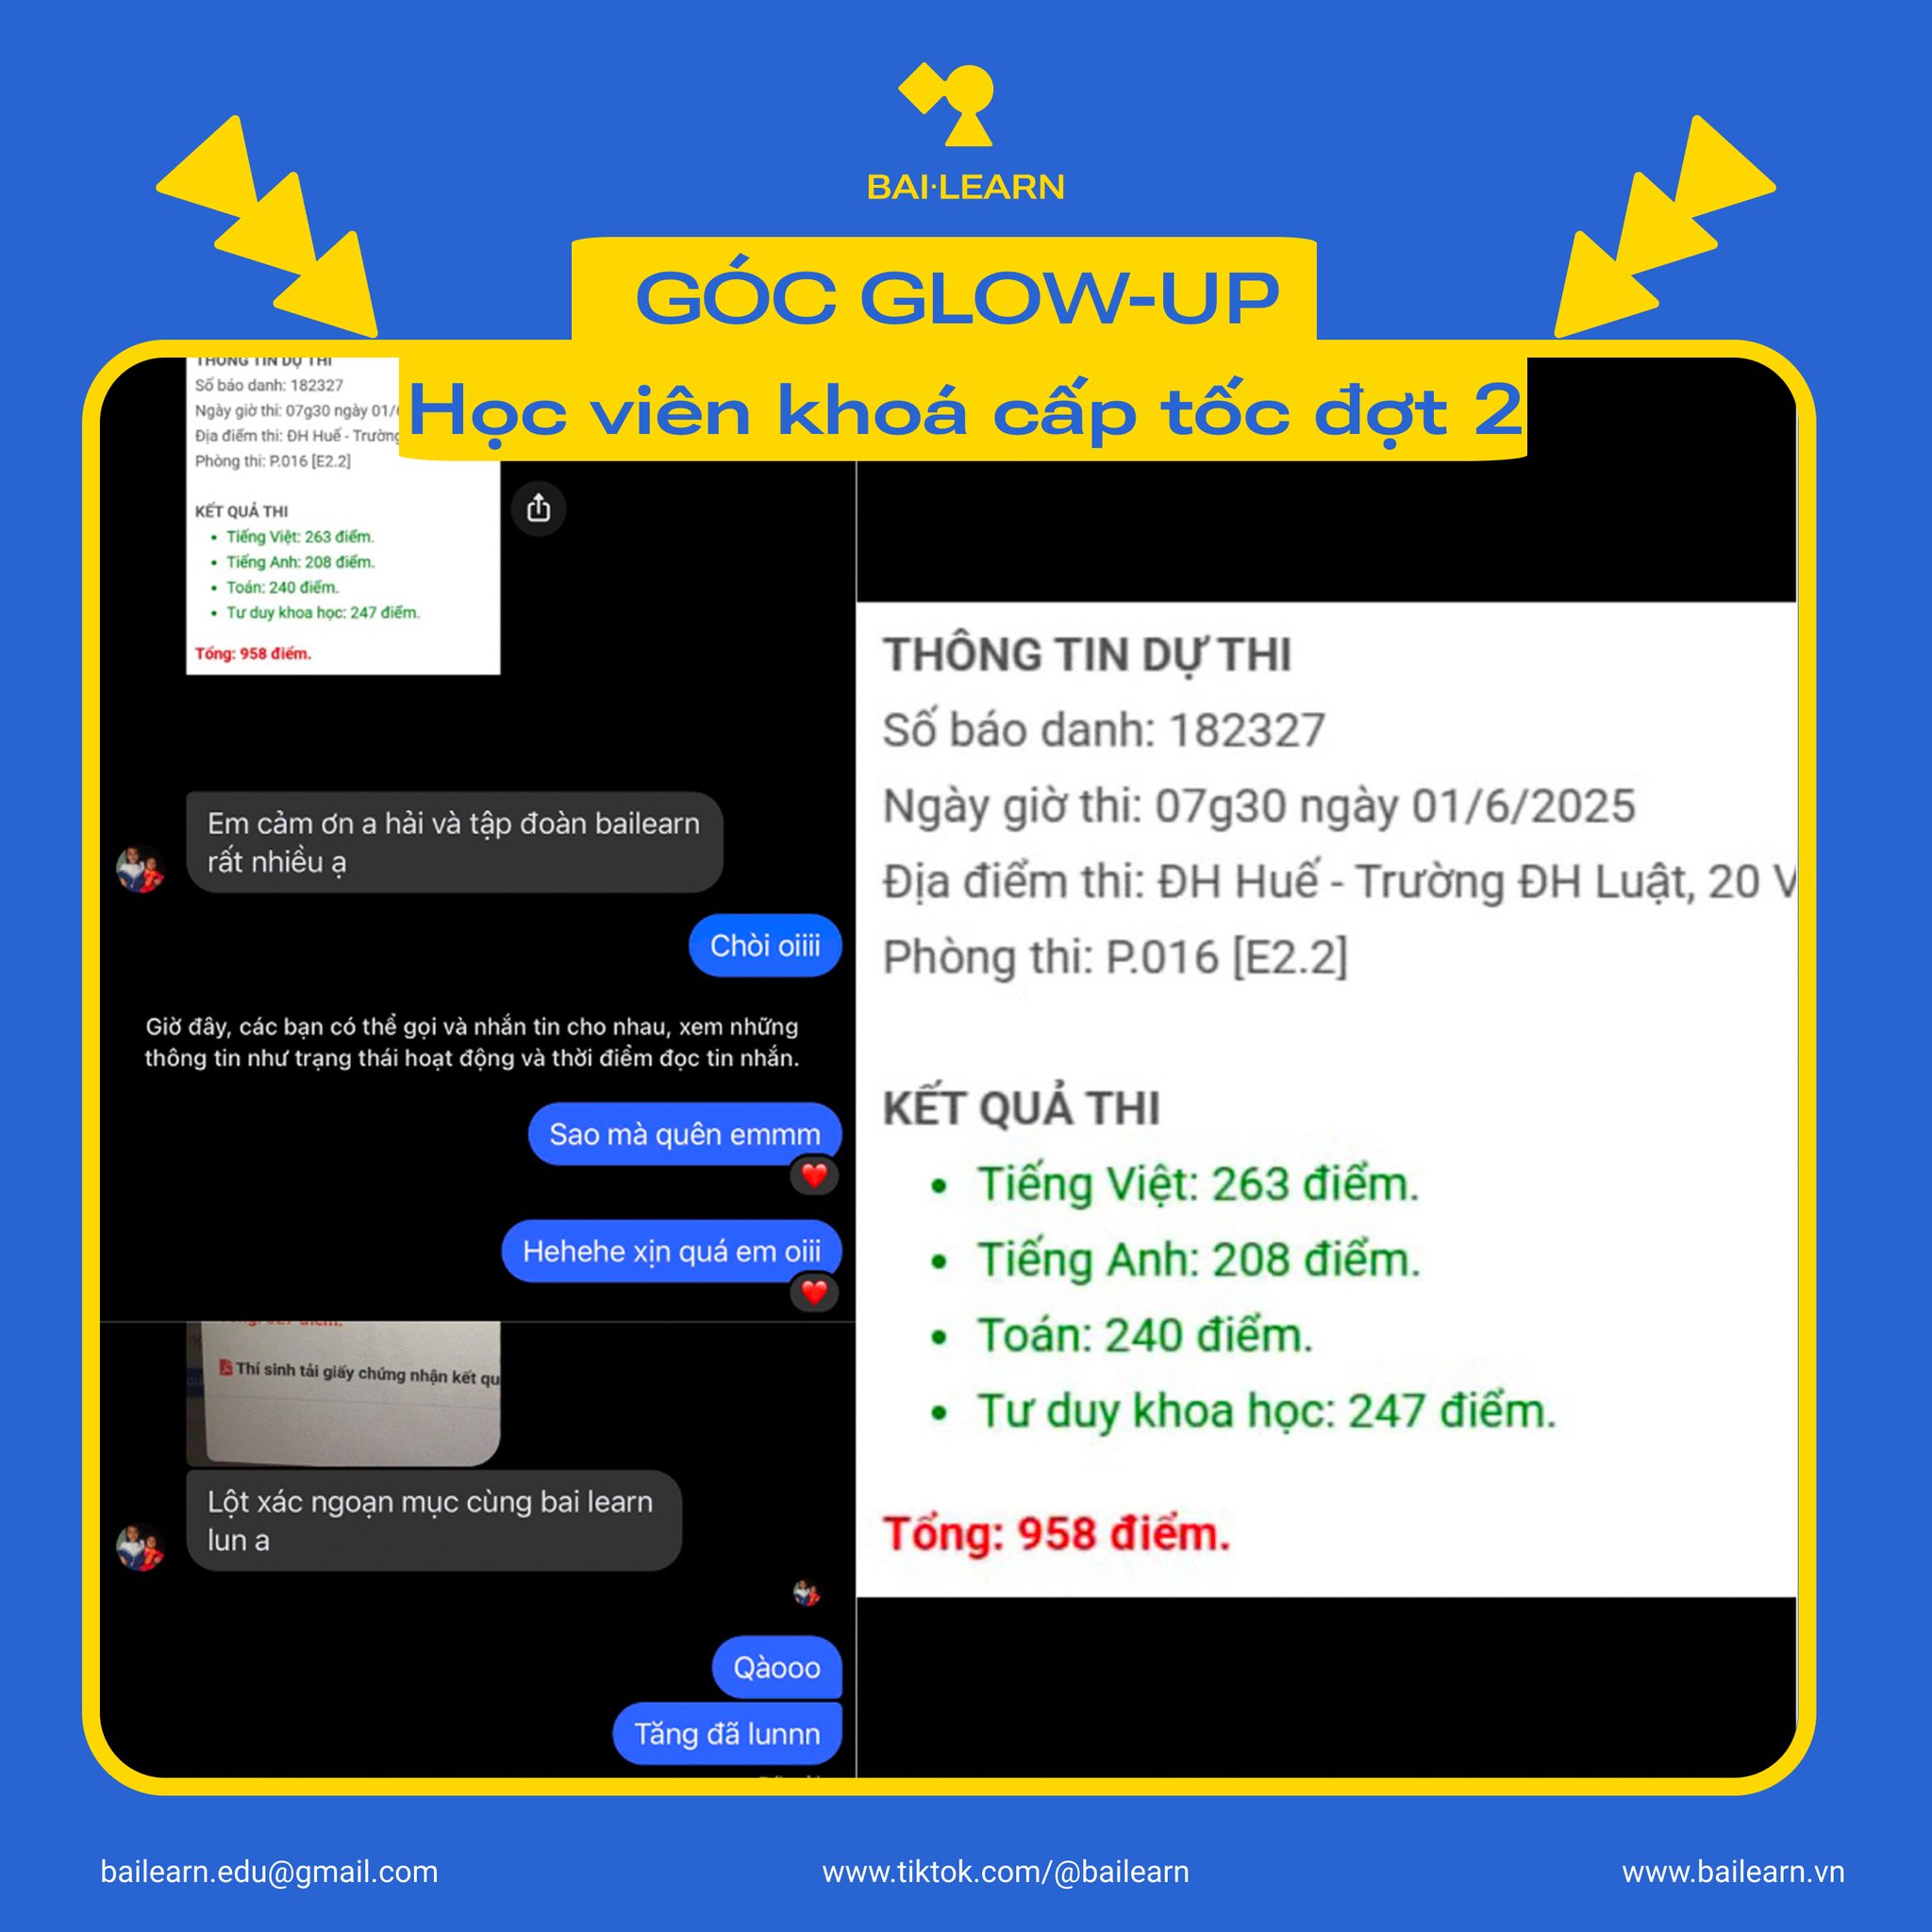 BAI·LEARN
GÓC GLOW-UP
Học viên khoá cấp tốc đợt 2
THÔNG TIN DỰ THI
Số báo danh: 182327
Ngày giờ thi: 07g30 ngày 01/
Địa điểm thi: ĐH Huế - Trường
Phòng thi: P.016 [E2.2]
KẾT QUẢ THI
• Tiếng Việt: 263 điểm.
• Tiếng Anh: 208 điểm.
• Toán: 240 điểm.
• Tư duy khoa học: 247 điểm.
Tổng: 958 điểm.
Em cảm ơn a hải và tập đoàn bailearn
rất nhiều ạ
Chòi oiiii
Giờ đây, các bạn có thể gọi và nhắn tin cho nhau, xem những
thông tin như trạng thái hoạt động và thời điểm đọc tin nhắn.
Sao mà quên emmm
Hehehe xịn quá em oiii
Thí sinh tải giấy chứng nhận kết qu
Lột xác ngoạn mục cùng bai learn
lun a
Qàooo
Tăng đã lunnn
THÔNG TIN DỰ THI
Số báo danh: 182327
Ngày giờ thi: 07g30 ngày 01/6/2025
Địa điểm thi: ĐH Huế - Trường ĐH Luật, 20 V
Phòng thi: P.016 [E2.2]
KẾT QUẢ THI
• Tiếng Việt: 263 điểm.
• Tiếng Anh: 208 điểm.
• Toán: 240 điểm.
• Tư duy khoa học: 247 điểm.
Tổng: 958 điểm.
bailearn.edu@gmail.com
www.tiktok.com/@bailearn
www.bailearn.vn